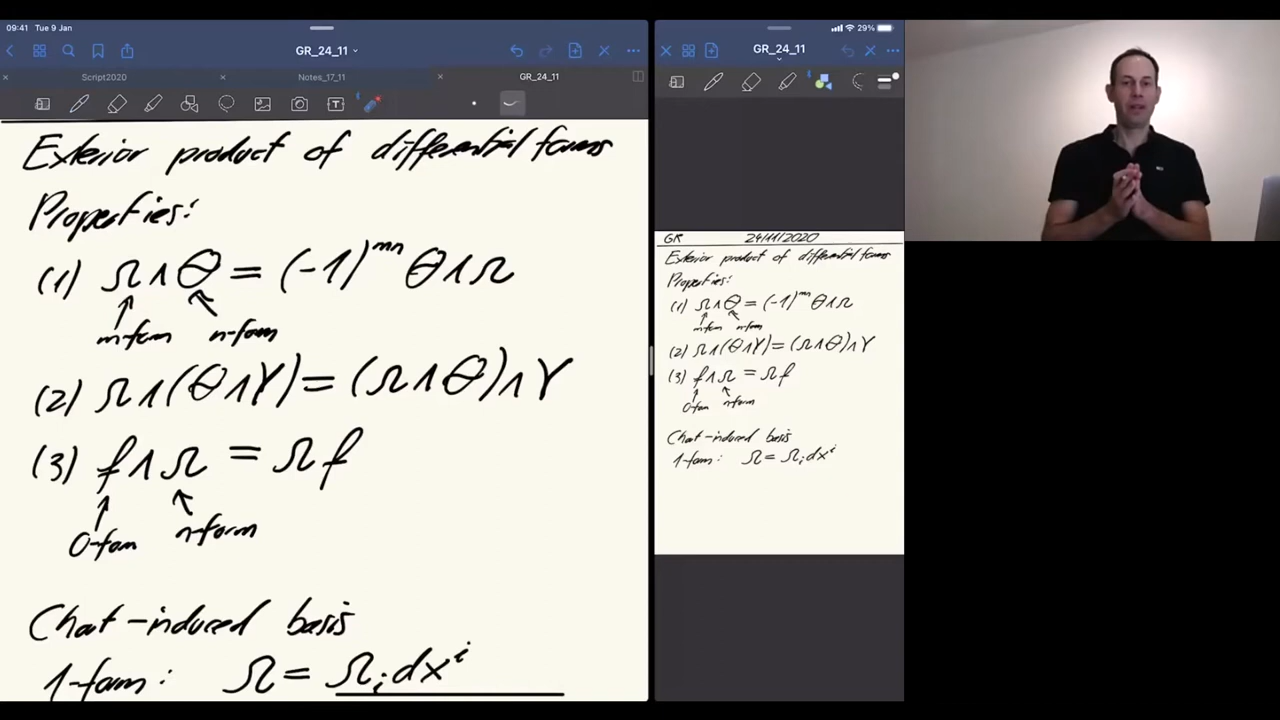 09:41 Tue 9 Jan
GR_24_11
Script2020
Notes_17_11
GR_24_11
Exterior product of differential forms
Properties:
(1) Ω∧Θ = (-1)^mn Θ∧Ω
m-form n-form
(2) Ω∧(Θ∧Υ) = (Ω∧Θ)∧Υ
(3) f∧Ω = Ωf
0-form n-form
Chart-induced basis
1-form: Ω = Ω_i dx^i
29%
GR_24_11
GR 24/11/2020
Exterior product of differential forms
Properties:
(1) Ω∧Θ = (-1)^mn Θ∧Ω
m-form n-form
(2) Ω∧(Θ∧Υ) = (Ω∧Θ)∧Υ
(3) f∧Ω = Ωf
0-form n-form
Chart-induced basis
1-form: Ω = Ω_i dx^i